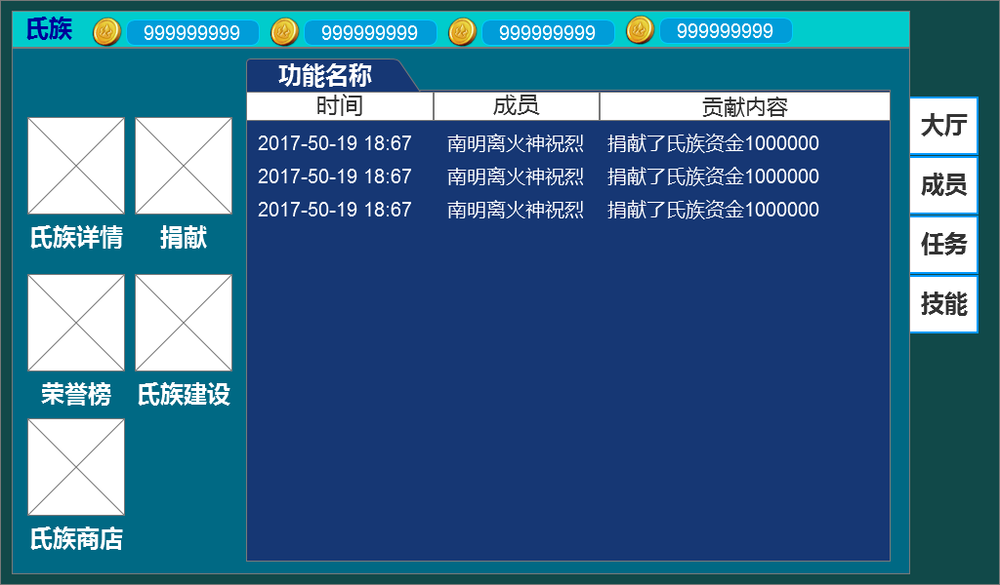 氏族 999999999 999999999 999999999 999999999
功能名称
时间 成员 贡献内容
2017-50-19 18:67 南明离火神祝烈 捐献了氏族资金1000000
2017-50-19 18:67 南明离火神祝烈 捐献了氏族资金1000000
2017-50-19 18:67 南明离火神祝烈 捐献了氏族资金1000000
氏族详情 捐献
荣誉榜 氏族建设
氏族商店
大厅
成员
任务
技能